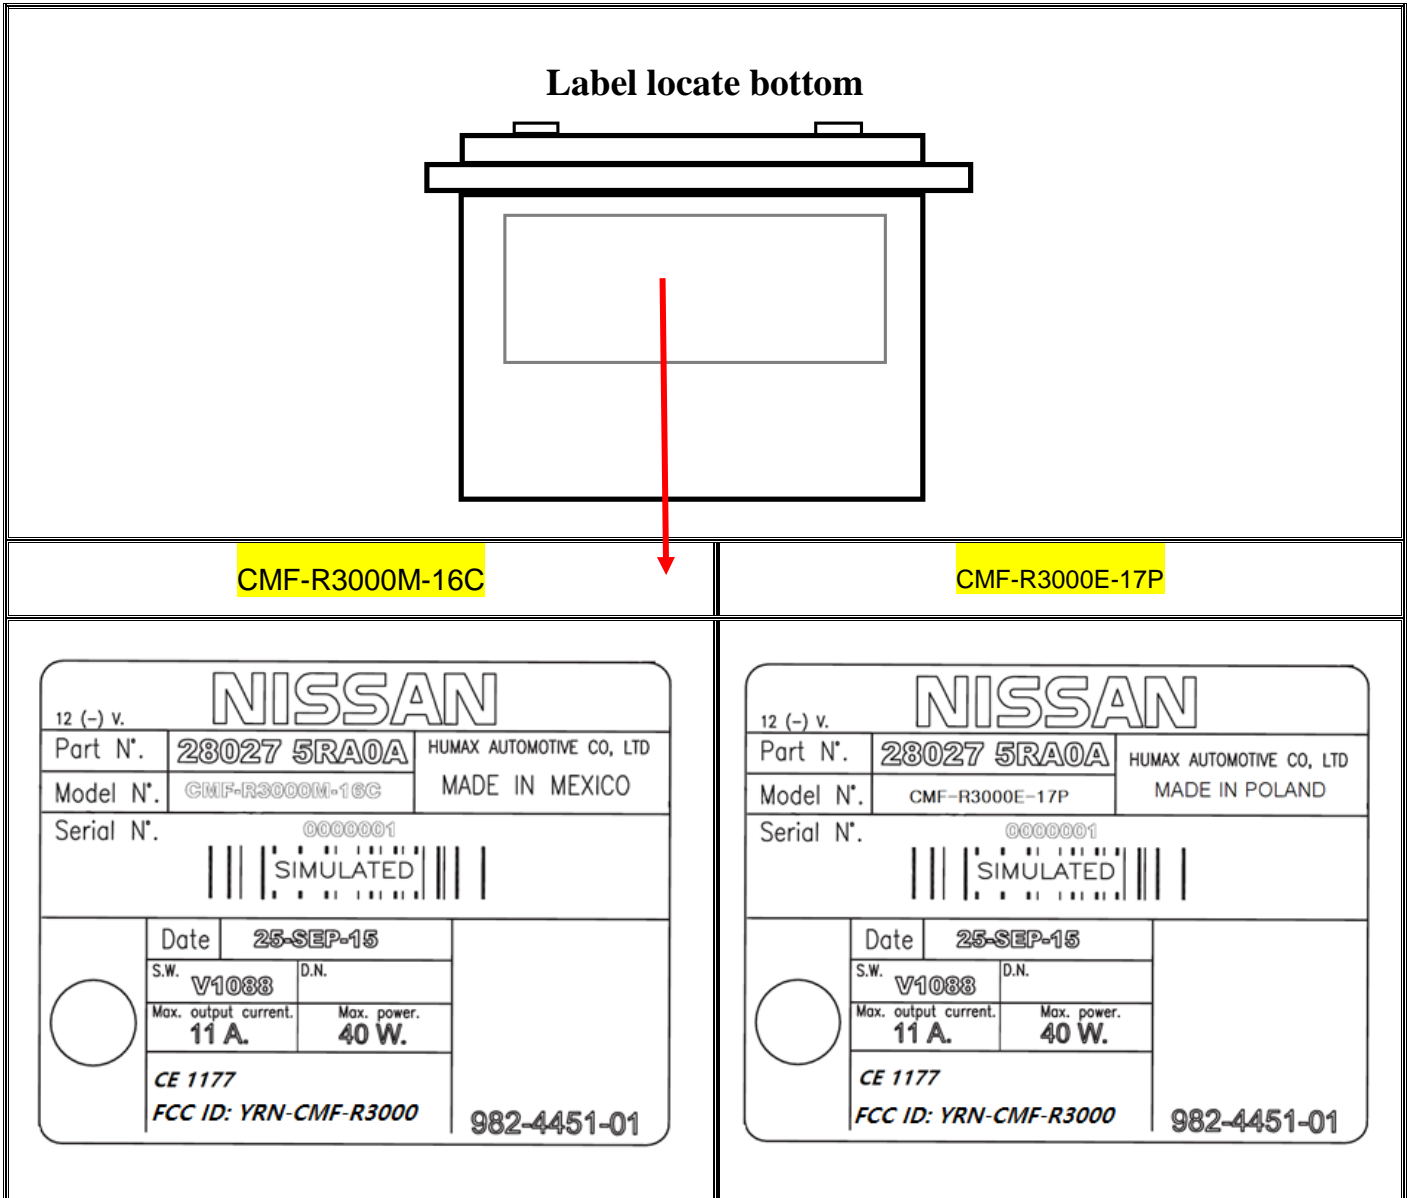 Label locate bottom
CMF-R3000M-16C
CMF-R3000E-17P
NISSAN
12 (-) V.
Part N°. 28027 5RA0A
HUMAX AUTOMOTIVE CO, LTD
MADE IN MEXICO
Model N°. CMF-R3000M-16C
Serial N°. 0000001
SIMULATED
Date 25-SEP-15
S.W. V1088 D.N.
Max. output current. Max. power.
11 A. 40 W.
CE 1177
FCC ID: YRN-CMF-R3000
982-4451-01
NISSAN
12 (-) V.
Part N°. 28027 5RA0A
HUMAX AUTOMOTIVE CO, LTD
MADE IN POLAND
Model N°. CMF-R3000E-17P
Serial N°. 0000001
SIMULATED
Date 25-SEP-15
S.W. V1088 D.N.
Max. output current. Max. power.
11 A. 40 W.
CE 1177
FCC ID: YRN-CMF-R3000
982-4451-01